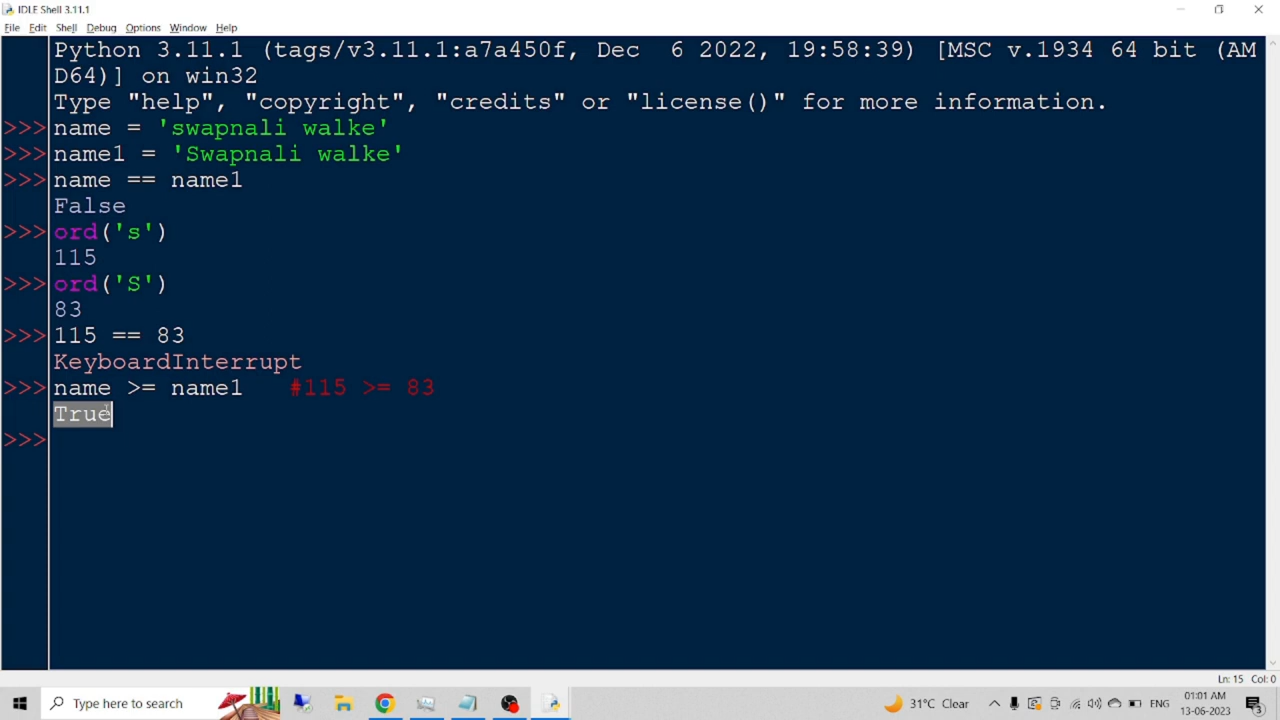 IDLE Shell 3.11.1
File Edit Shell Debug Options Window Help
Python 3.11.1 (tags/v3.11.1:a7a450f, Dec  6 2022, 19:58:39) [MSC v.1934 64 bit (AM
D64)] on win32
Type "help", "copyright", "credits" or "license()" for more information.
>>> name = 'swapnali walke'
>>> name1 = 'Swapnali walke'
>>> name == name1
False
>>> ord('s')
115
>>> ord('S')
83
>>> 115 == 83
KeyboardInterrupt
>>> name >= name1   #115 >= 83
True
>>>
Ln: 15 Col: 0
Type here to search
31°C Clear
ENG
01:01 AM
13-06-2023
3